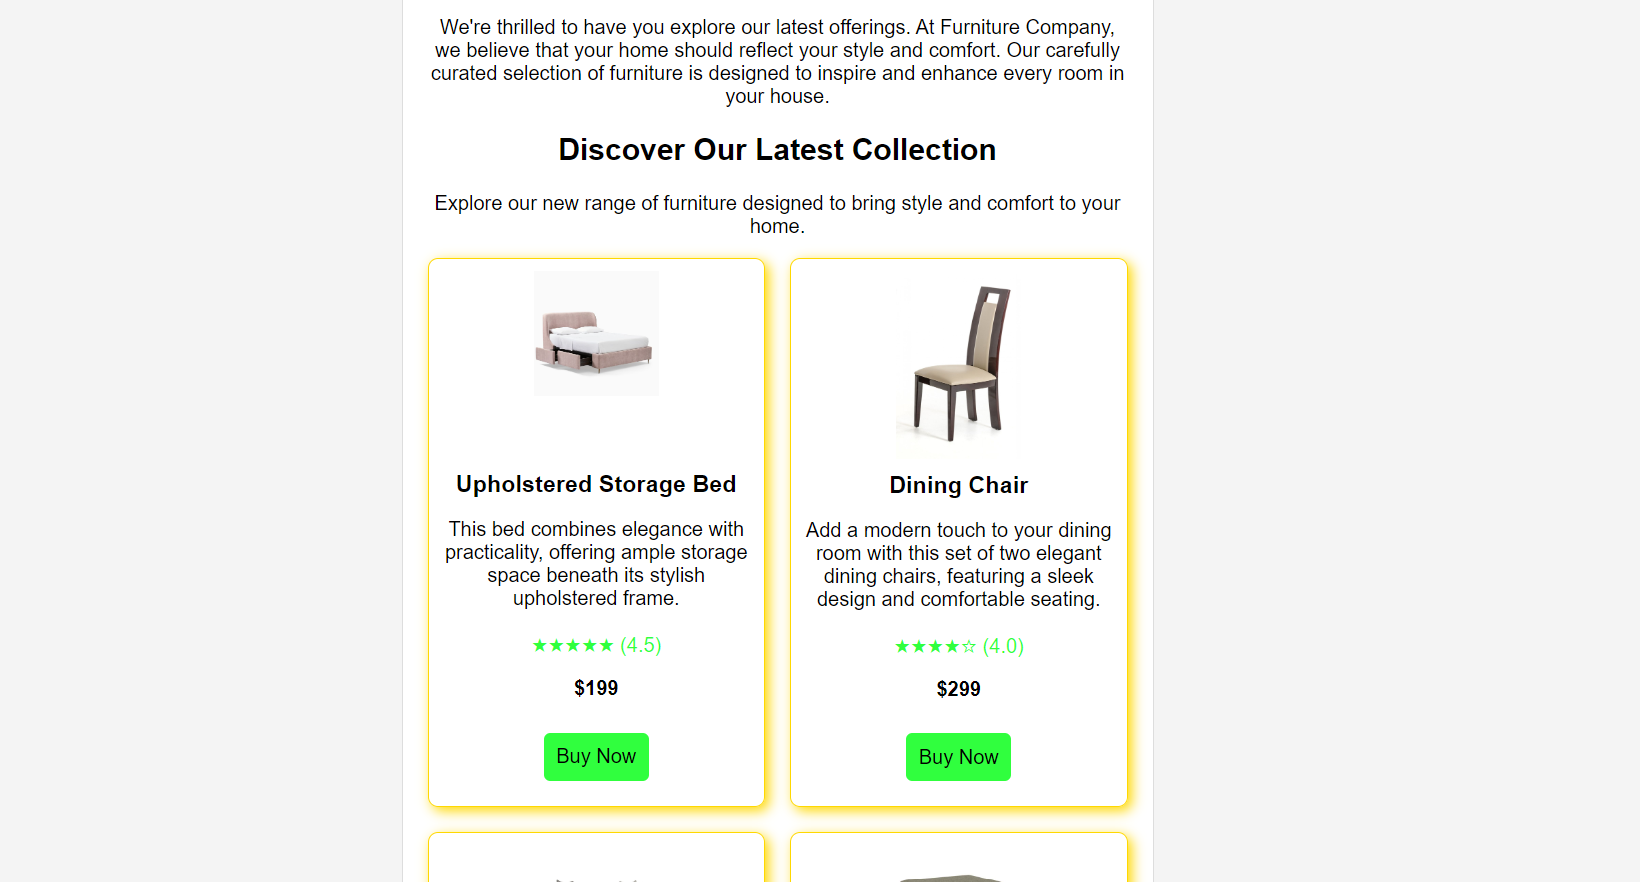 We're thrilled to have you explore our latest offerings. At Furniture Company,
we believe that your home should reflect your style and comfort. Our carefully
curated selection of furniture is designed to inspire and enhance every room in
your house.
Discover Our Latest Collection
Explore our new range of furniture designed to bring style and comfort to your
home.
Upholstered Storage Bed
This bed combines elegance with
practicality, offering ample storage
space beneath its stylish
upholstered frame.
★★★★★ (4.5)
$199
Buy Now
Dining Chair
Add a modern touch to your dining
room with this set of two elegant
dining chairs, featuring a sleek
design and comfortable seating.
★★★★☆ (4.0)
$299
Buy Now